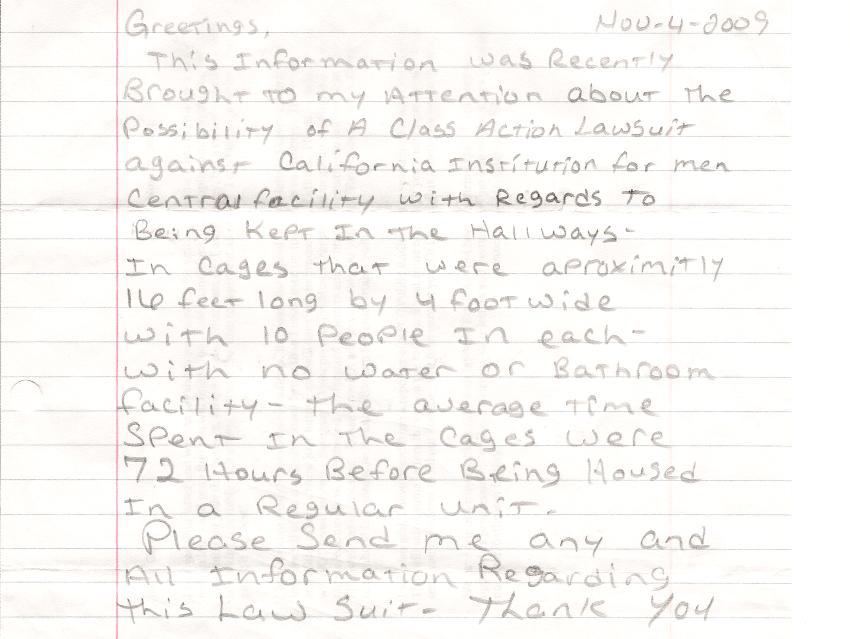 Greetings, Nov-4-2009
This Information was Recently
Brought to my Attention about the
Possibility of A Class Action Lawsuit
against California Institution for men
Central facility with Regards To
Being Kept In the Hallways-
In Cages that were aproximitly
16 feet long by 4 foot wide
with 10 People In each-
with no water or Bathroom
facility- the average time
Spent In The Cages were
72 Hours Before Being Housed
In a Regular unit.
Please Send me any and
All Information Regarding
this Law Suit- Thank You